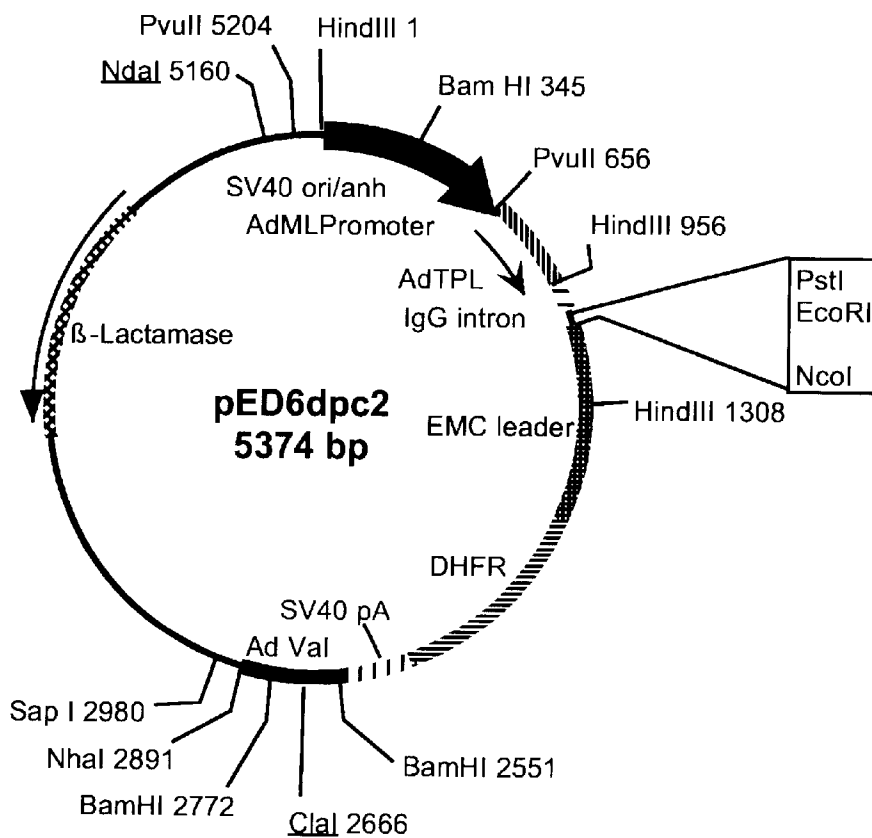 PvuII 5204
HindIII 1
NdaI 5160
Bam HI 345
PvuII 656
SV40 ori/anh
AdMLPromoter
HindIII 956
AdTPL
IgG intron
PstI
EcoRI
NcoI
ß-Lactamase
pED6dpc2
5374 bp
EMC leader
HindIII 1308
DHFR
SV40 pA
Ad VaI
Sap I 2980
NhaI 2891
BamHI 2772
ClaI 2666
BamHI 2551